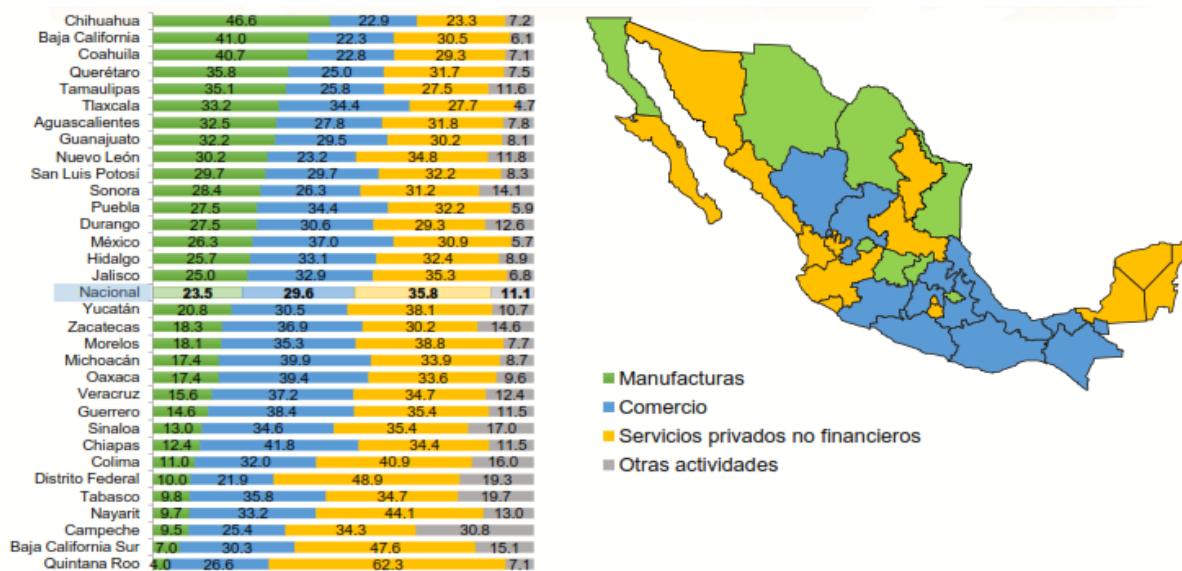 Chihuahua 46.6 22.9 23.3 7.2
Baja California 41.0 22.3 30.5 6.1
Coahuila 40.7 22.8 29.3 7.1
Querétaro 35.8 25.0 31.7 7.5
Tamaulipas 35.1 25.8 27.5 11.6
Tlaxcala 33.2 34.4 27.7 4.7
Aguascalientes 32.5 27.8 31.8 7.8
Guanajuato 32.2 29.5 30.2 8.1
Nuevo León 30.2 23.2 34.8 11.8
San Luis Potosí 29.7 29.7 32.2 8.3
Sonora 28.4 26.3 31.2 14.1
Puebla 27.5 34.4 32.2 5.9
Durango 27.5 30.6 29.3 12.6
México 26.3 37.0 30.9 5.7
Hidalgo 25.7 33.1 32.4 8.9
Jalisco 25.0 32.9 35.3 6.8
Nacional 23.5 29.6 35.8 11.1
Yucatán 20.8 30.5 38.1 10.7
Zacatecas 18.3 36.9 30.2 14.6
Morelos 18.1 35.3 38.8 7.7
Michoacán 17.4 39.9 33.9 8.7
Oaxaca 17.4 39.4 33.6 9.6
Veracruz 15.6 37.2 34.7 12.4
Guerrero 14.6 38.4 35.4 11.5
Sinaloa 13.0 34.6 35.4 17.0
Chiapas 12.4 41.8 34.4 11.5
Colima 11.0 32.0 40.9 16.0
Distrito Federal 10.0 21.9 48.9 19.3
Tabasco 9.8 35.8 34.7 19.7
Nayarit 9.7 33.2 44.1 13.0
Campeche 9.5 25.4 34.3 30.8
Baja California Sur 7.0 30.3 47.6 15.1
Quintana Roo 4.0 26.6 62.3 7.1
Manufacturas
Comercio
Servicios privados no financieros
Otras actividades